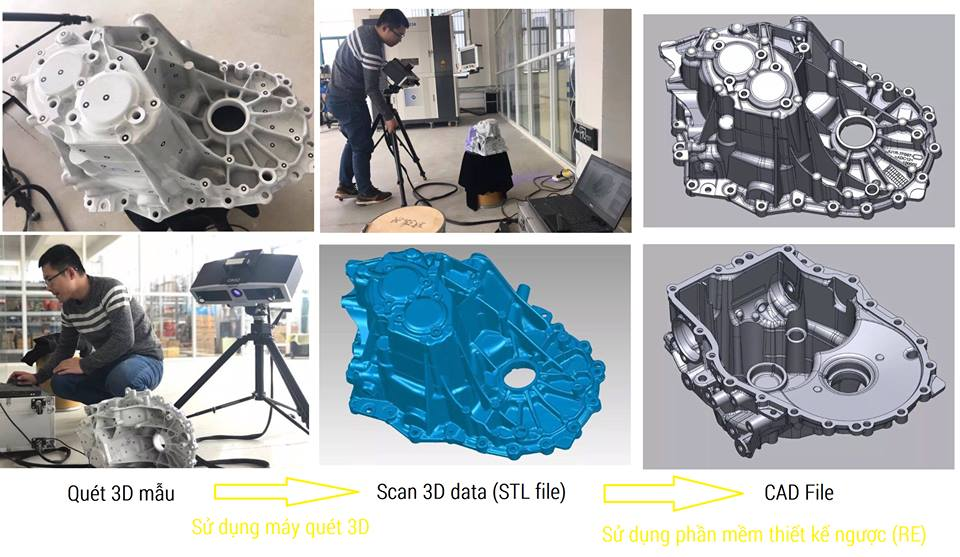 Quét 3D mẫu
Scan 3D data (STL file)
CAD File
Sử dụng máy quét 3D
Sử dụng phần mềm thiết kế ngược (RE)